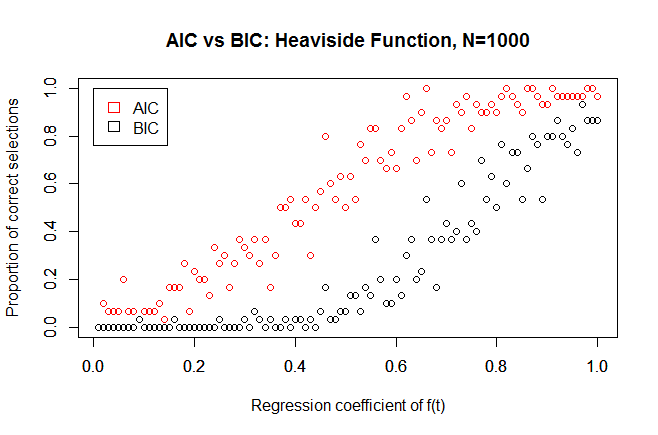 AIC vs BIC: Heaviside Function, N=1000
Proportion of correct selections
1.0
0.8
0.6
0.4
0.2
0.0
AIC
BIC
0.0 0.2 0.4 0.6 0.8 1.0
Regression coefficient of f(t)